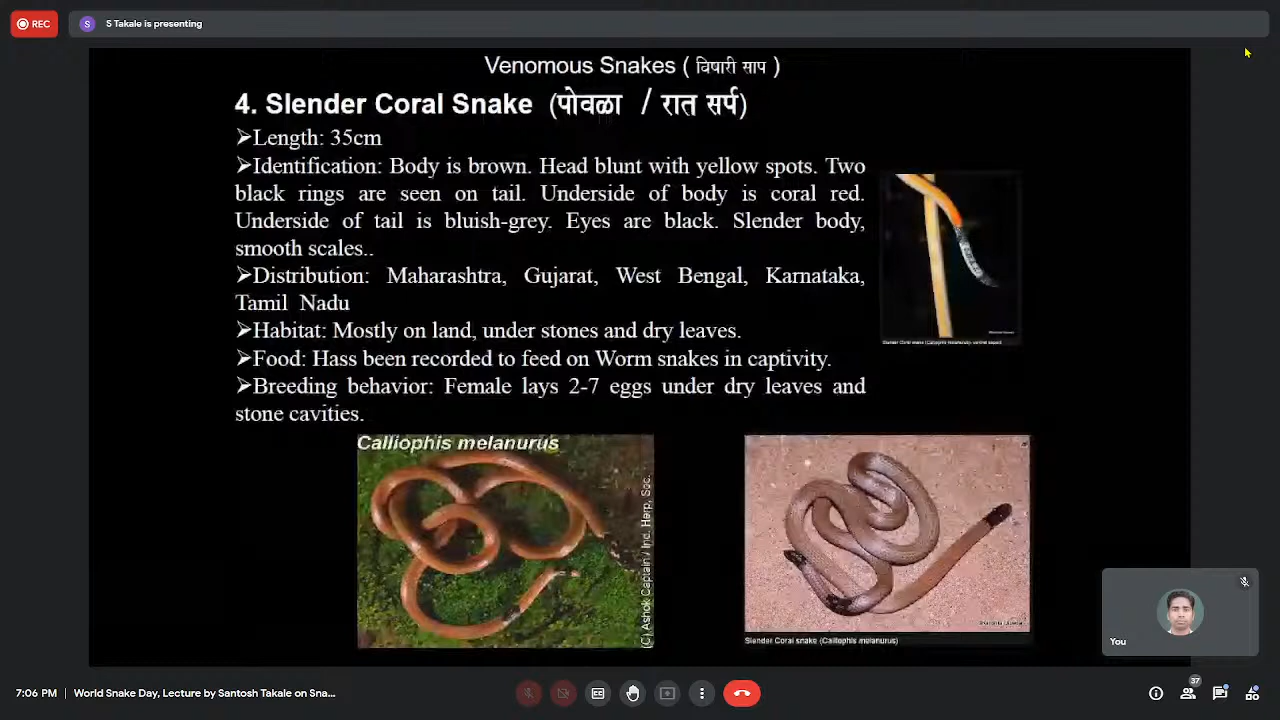 REC
S
S Takale is presenting
Venomous Snakes ( विषारी साप )
4. Slender Coral Snake (पोवळा / रात सर्प)
➢Length: 35cm
➢Identification: Body is brown. Head blunt with yellow spots. Two
black rings are seen on tail. Underside of body is coral red.
Underside of tail is bluish-grey. Eyes are black. Slender body,
smooth scales..
➢Distribution: Maharashtra, Gujarat, West Bengal, Karnataka,
Tamil Nadu
➢Habitat: Mostly on land, under stones and dry leaves.
➢Food: Hass been recorded to feed on Worm snakes in captivity.
➢Breeding behavior: Female lays 2-7 eggs under dry leaves and
stone cavities.
Slender Coral snake (Calliophis melanurus)
Calliophis melanurus
(C) Ashok Captain / Ind. Herp. Soc.
Slender Coral snake (Calliophis melanurus)
You
7:06 PM | World Snake Day, Lecture by Santosh Takale on Sna...
37